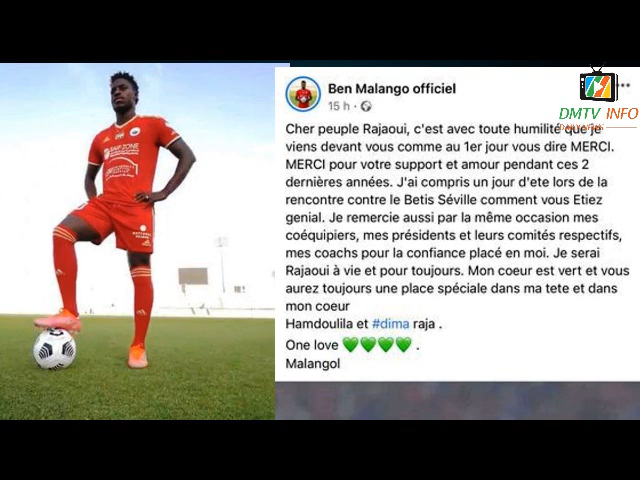 Ben Malango officiel
15 h
DMTV INFO
Cher peuple Rajaoui, c'est avec toute humilité que je
viens devant vous comme au 1er jour vous dire MERCI.
MERCI pour votre support et amour pendant ces 2
dernières années. J'ai compris un jour d'ete lors de la
rencontre contre le Betis Séville comment vous Etiez
genial. Je remercie aussi par la même occasion mes
coéquipiers, mes présidents et leurs comités respectifs,
mes coachs pour la confiance placé en moi. Je serai
Rajaoui à vie et pour toujours. Mon coeur est vert et vous
aurez toujours une place spéciale dans ma tete et dans
mon coeur
Hamdoulila et #dima raja .
One love 💚💚💚💚 .
Malangol